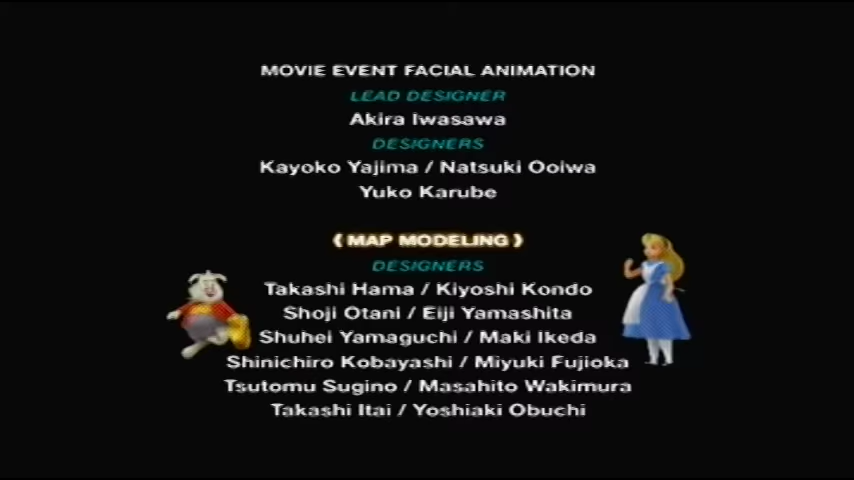 MOVIE EVENT FACIAL ANIMATION
LEAD DESIGNER
Akira Iwasawa
DESIGNERS
Kayoko Yajima / Natsuki Ooiwa
Yuko Karube
《 MAP MODELING 》
DESIGNERS
Takashi Hama / Kiyoshi Kondo
Shoji Otani / Eiji Yamashita
Shuhei Yamaguchi / Maki Ikeda
Shinichiro Kobayashi / Miyuki Fujioka
Tsutomu Sugino / Masahito Wakimura
Takashi Itai / Yoshiaki Obuchi